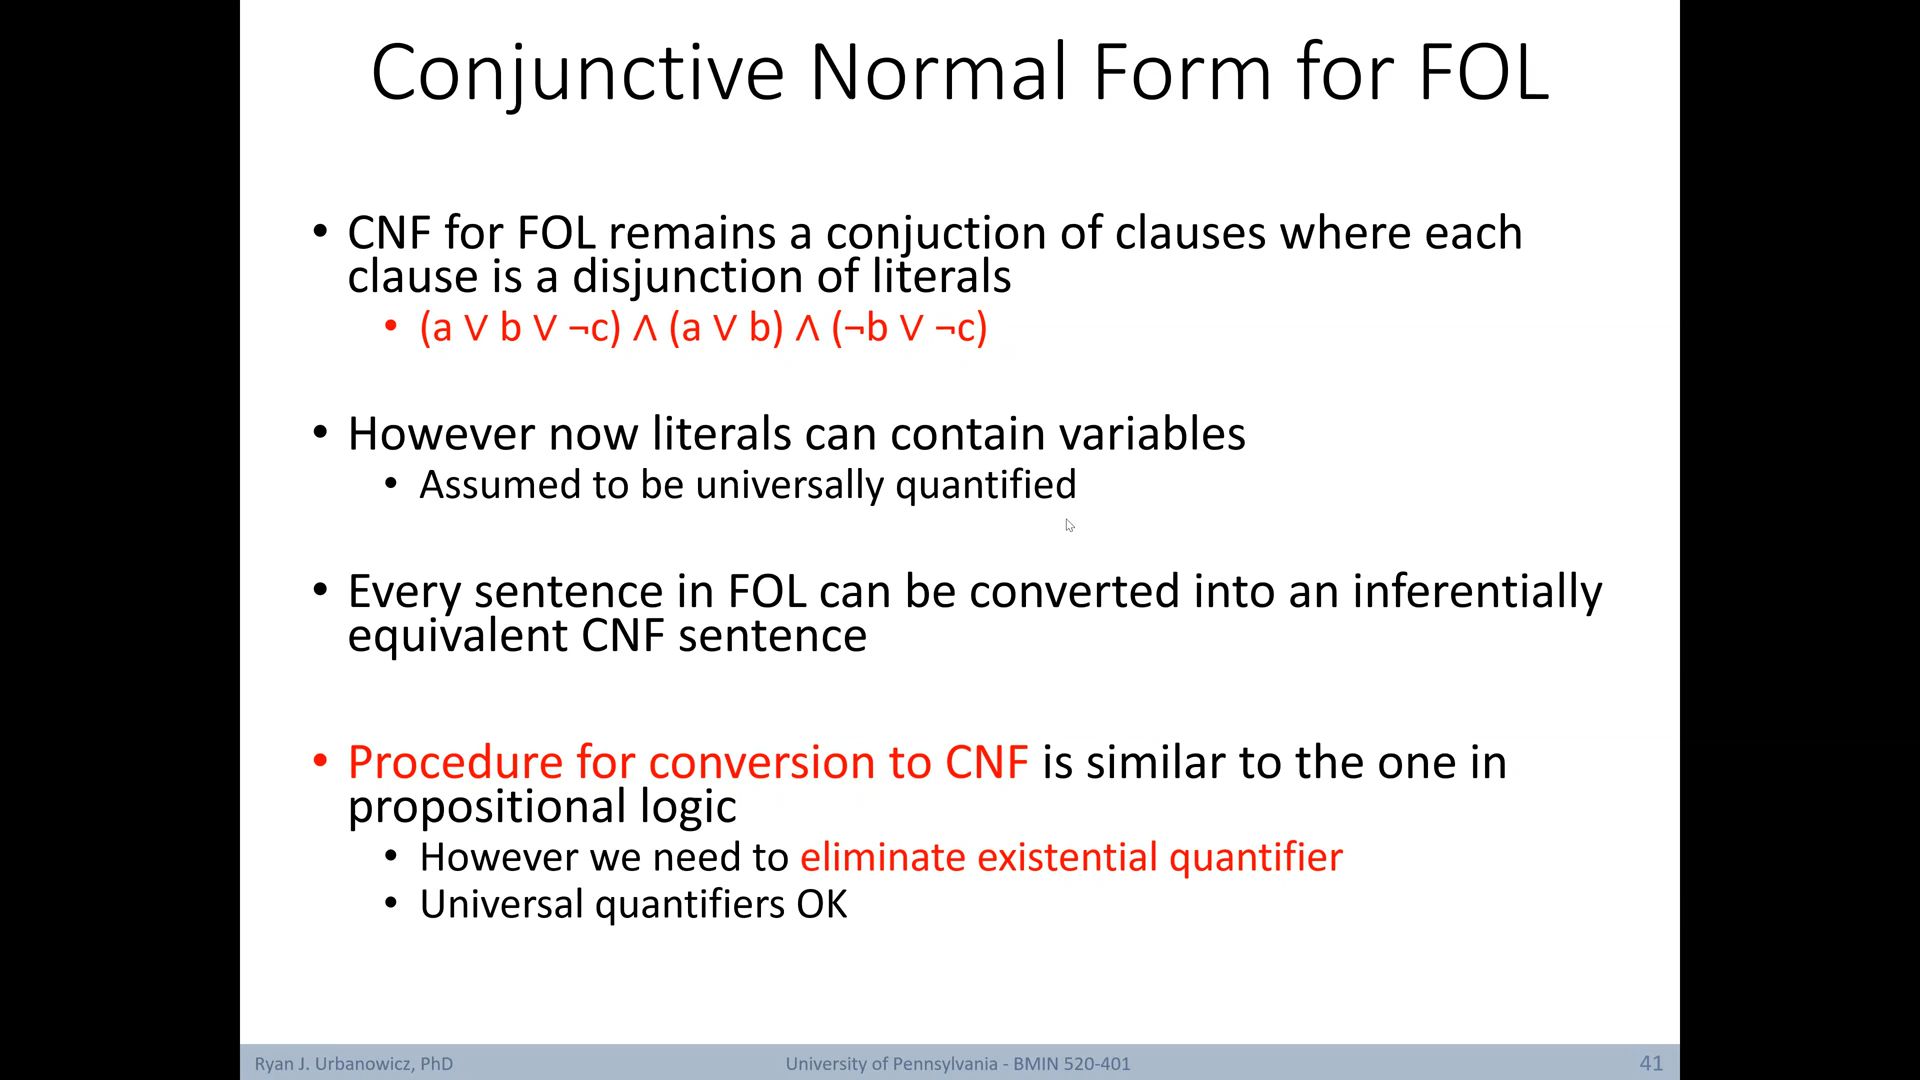 Conjunctive Normal Form for FOL
• CNF for FOL remains a conjuction of clauses where each
clause is a disjunction of literals
• (a ∨ b ∨ ¬c) ∧ (a ∨ b) ∧ (¬b ∨ ¬c)
• However now literals can contain variables
• Assumed to be universally quantified
• Every sentence in FOL can be converted into an inferentially
equivalent CNF sentence
• Procedure for conversion to CNF is similar to the one in
propositional logic
• However we need to eliminate existential quantifier
• Universal quantifiers OK
Ryan J. Urbanowicz, PhD
University of Pennsylvania - BMIN 520-401
41